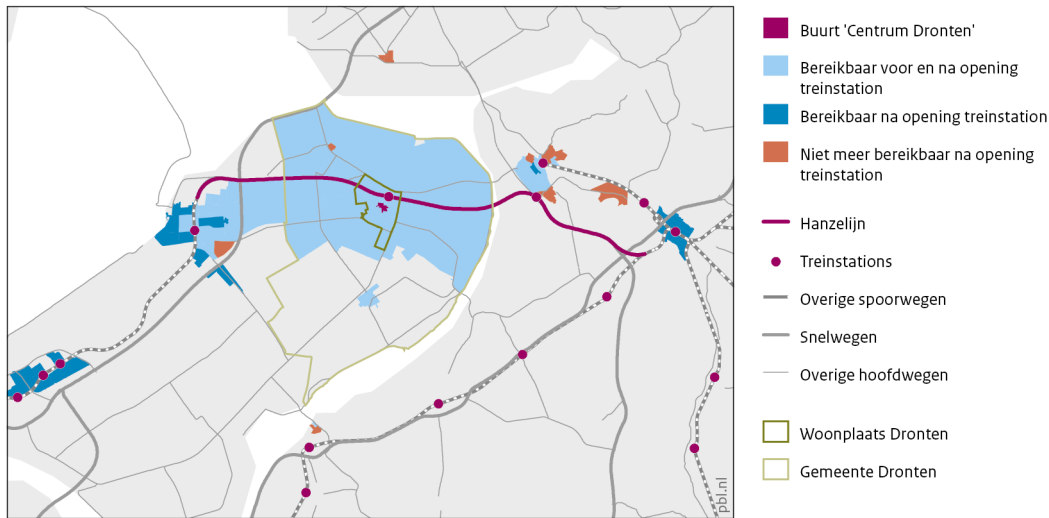 Buurt 'Centrum Dronten'
Bereikbaar voor en na opening
treinstation
Bereikbaar na opening treinstation
Niet meer bereikbaar na opening
treinstation
Hanzelijn
Treinstations
Overige spoorwegen
Snelwegen
Overige hoofdwegen
Woonplaats Dronten
Gemeente Dronten
pbl.nl